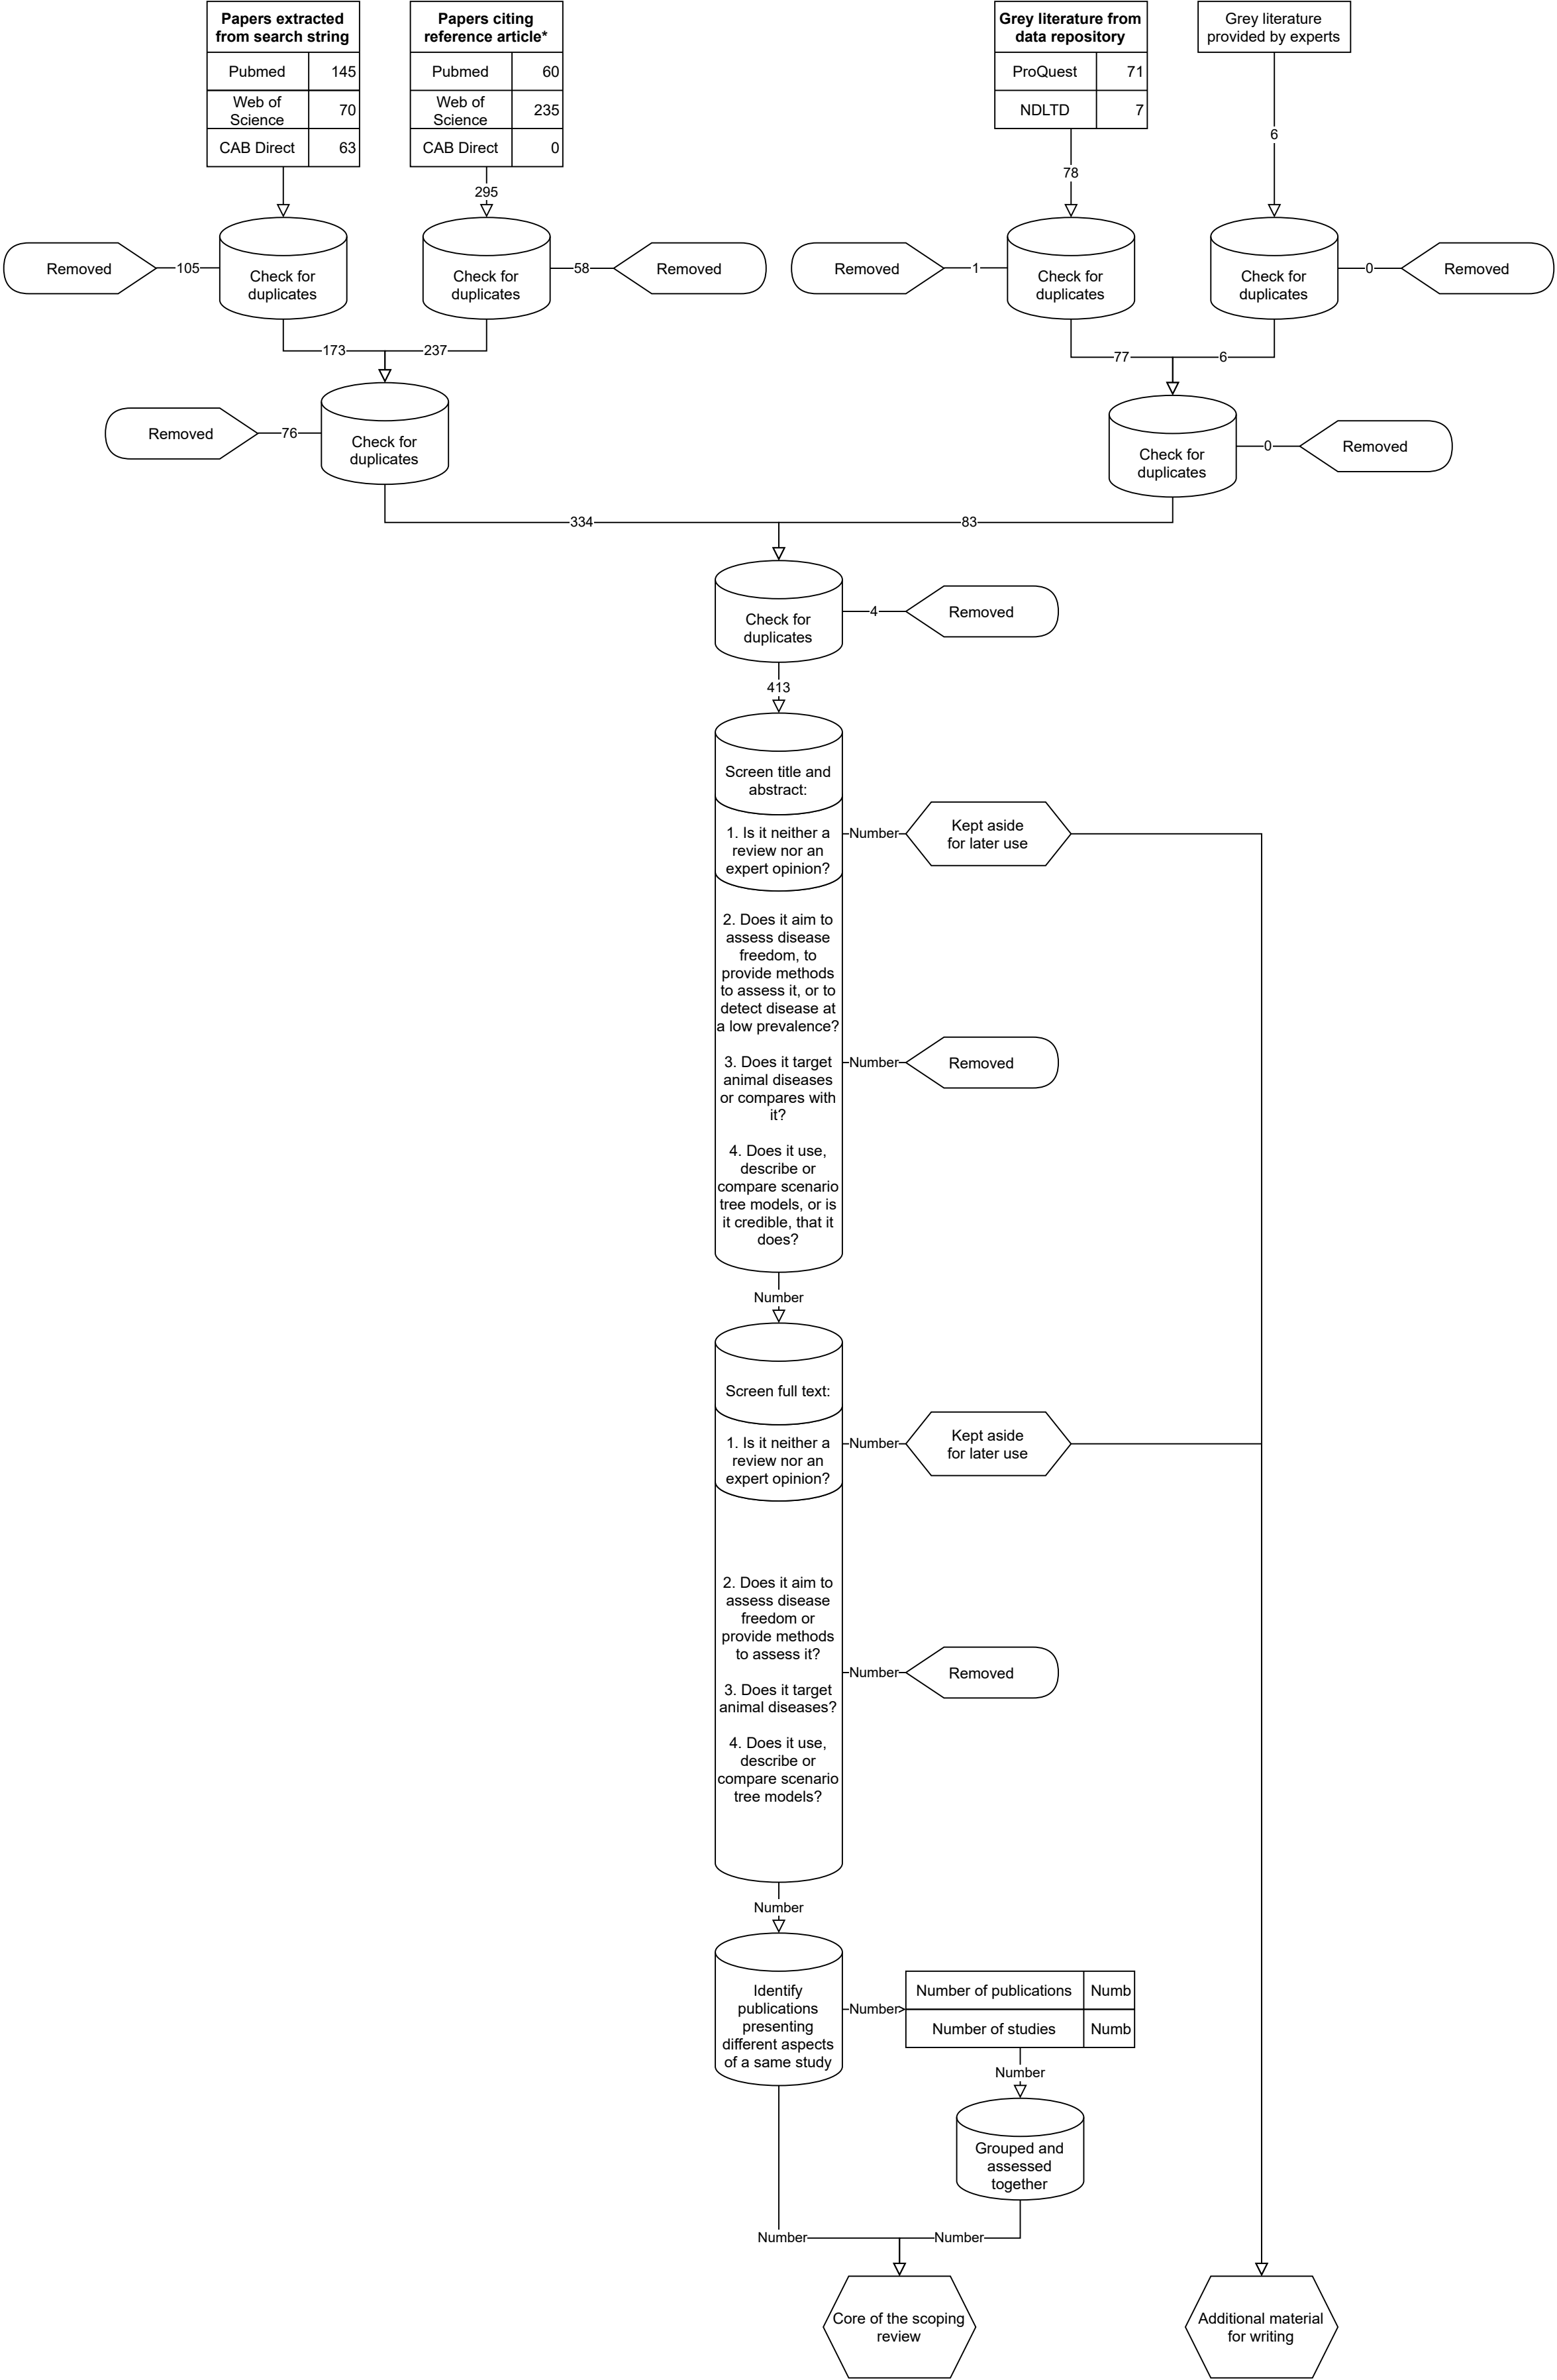 Papers extracted
from search string
Pubmed 145
Web of
Science 70
CAB Direct 63
Papers citing
reference article*
Pubmed 60
Web of
Science 235
CAB Direct 0
Grey literature from
data repository
ProQuest 71
NDLTD 7
Grey literature
provided by experts
6
78
295
Removed
105
Check for
duplicates
Check for
duplicates
58
Removed
Removed
1
Check for
duplicates
Check for
duplicates
0
Removed
173
237
77
6
Removed
76
Check for
duplicates
Check for
duplicates
0
Removed
334
83
Check for
duplicates
4
Removed
413
Screen title and
abstract:
1. Is it neither a
review nor an
expert opinion?
Number
Kept aside
for later use
2. Does it aim to
assess disease
freedom, to
provide methods
to assess it, or to
detect disease at
a low prevalence?
3. Does it target
animal diseases
or compares with
it?
4. Does it use,
describe or
compare scenario
tree models, or is
it credible, that it
does?
Number
Removed
Number
Screen full text:
1. Is it neither a
review nor an
expert opinion?
Number
Kept aside
for later use
2. Does it aim to
assess disease
freedom or
provide methods
to assess it?
3. Does it target
animal diseases?
4. Does it use,
describe or
compare scenario
tree models?
Number
Removed
Number
Identify
publications
presenting
different aspects
of a same study
Number
Number of publications Numb
Number of studies Numb
Number
Grouped and
assessed
together
Number
Number
Core of the scoping
review
Additional material
for writing